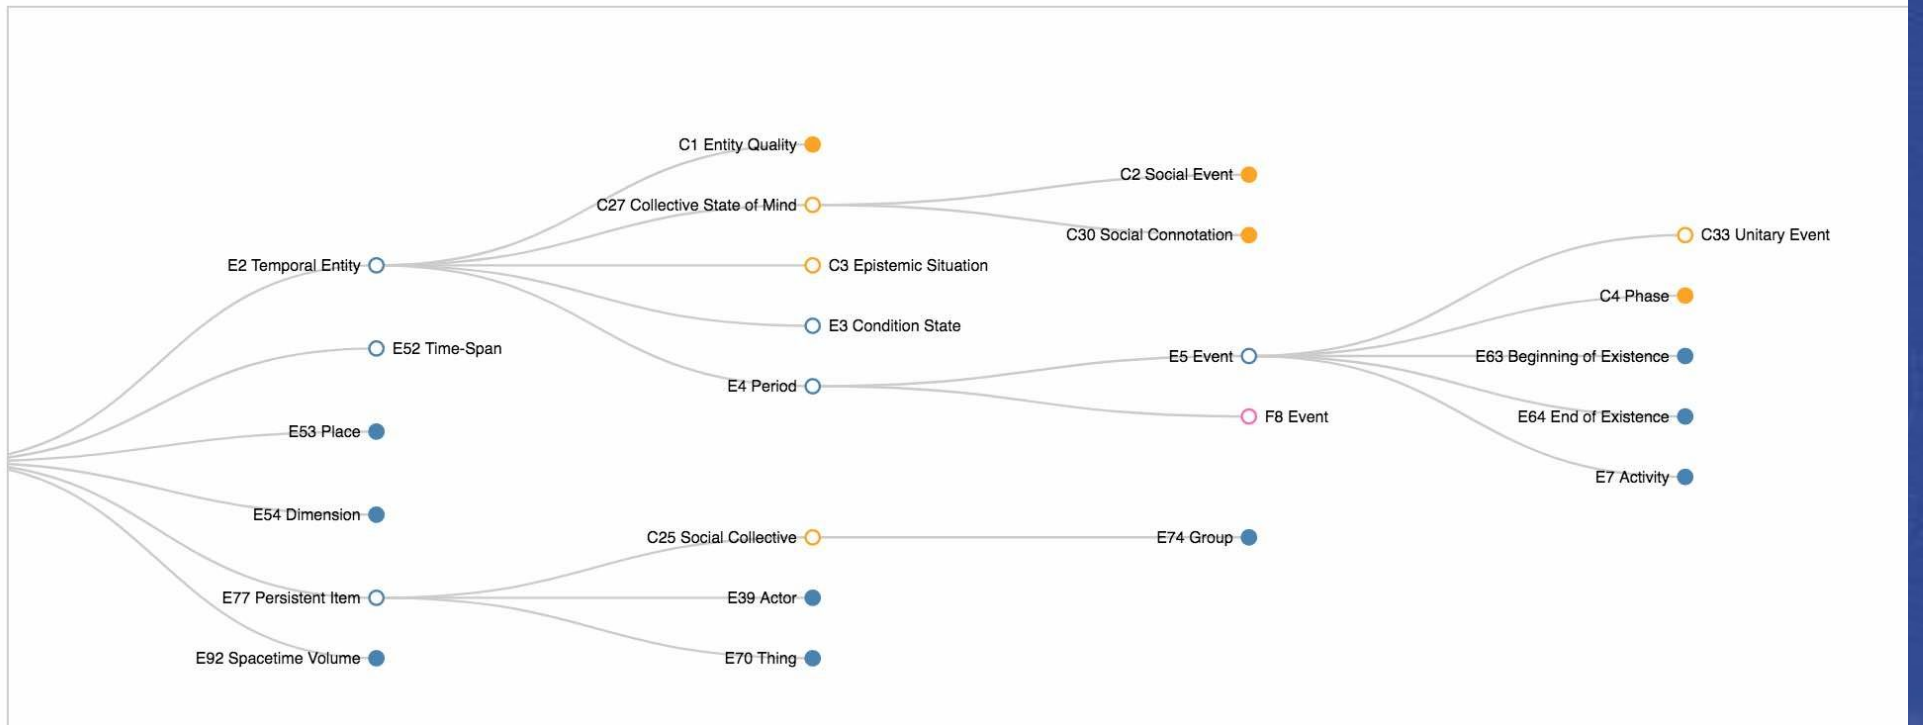 C1 Entity Quality
C2 Social Event
C27 Collective State of Mind
C30 Social Connotation
C33 Unitary Event
E2 Temporal Entity
C3 Epistemic Situation
C4 Phase
E3 Condition State
E52 Time-Span
E5 Event
E63 Beginning of Existence
E4 Period
F8 Event
E64 End of Existence
E53 Place
E7 Activity
E54 Dimension
C25 Social Collective
E74 Group
E77 Persistent Item
E39 Actor
E92 Spacetime Volume
E70 Thing